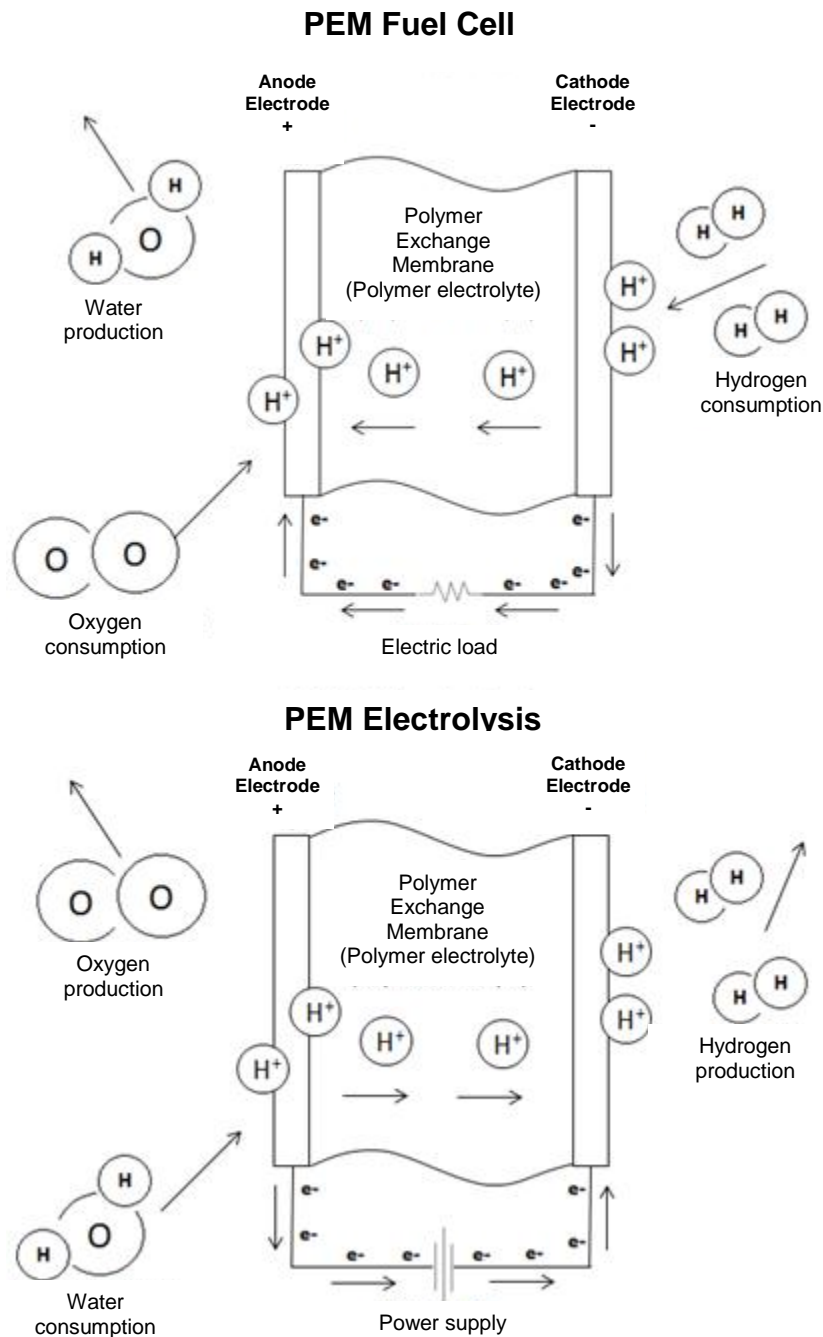 PEM Fuel Cell
Anode
Electrode
+
Cathode
Electrode
-
H
H
O
Water
production
Polymer
Exchange
Membrane
(Polymer electrolyte)
H
H
H
H
Hydrogen
consumption
H+
H+
H+
H+
H+
H+
O
O
Oxygen
consumption
e-
e-
e-
e-
e-
e-
e-
e-
Electric load
PEM Electrolysis
Anode
Electrode
+
Cathode
Electrode
-
O
O
Oxygen
production
Polymer
Exchange
Membrane
(Polymer electrolyte)
H
H
H
H
Hydrogen
production
H+
H+
H+
H+
H+
H+
H
H
O
Water
consumption
e-
e-
e-
e-
e-
e-
e-
e-
Power supply